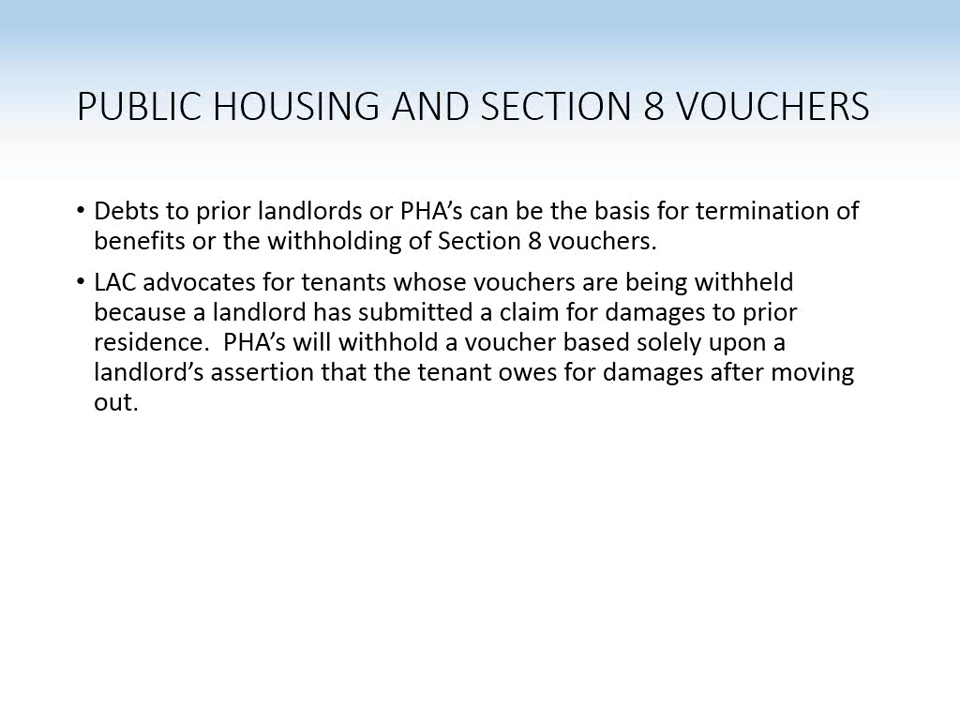 PUBLIC HOUSING AND SECTION 8 VOUCHERS
• Debts to prior landlords or PHA’s can be the basis for termination of
benefits or the withholding of Section 8 vouchers.
• LAC advocates for tenants whose vouchers are being withheld
because a landlord has submitted a claim for damages to prior
residence.  PHA’s will withhold a voucher based solely upon a
landlord’s assertion that the tenant owes for damages after moving
out.